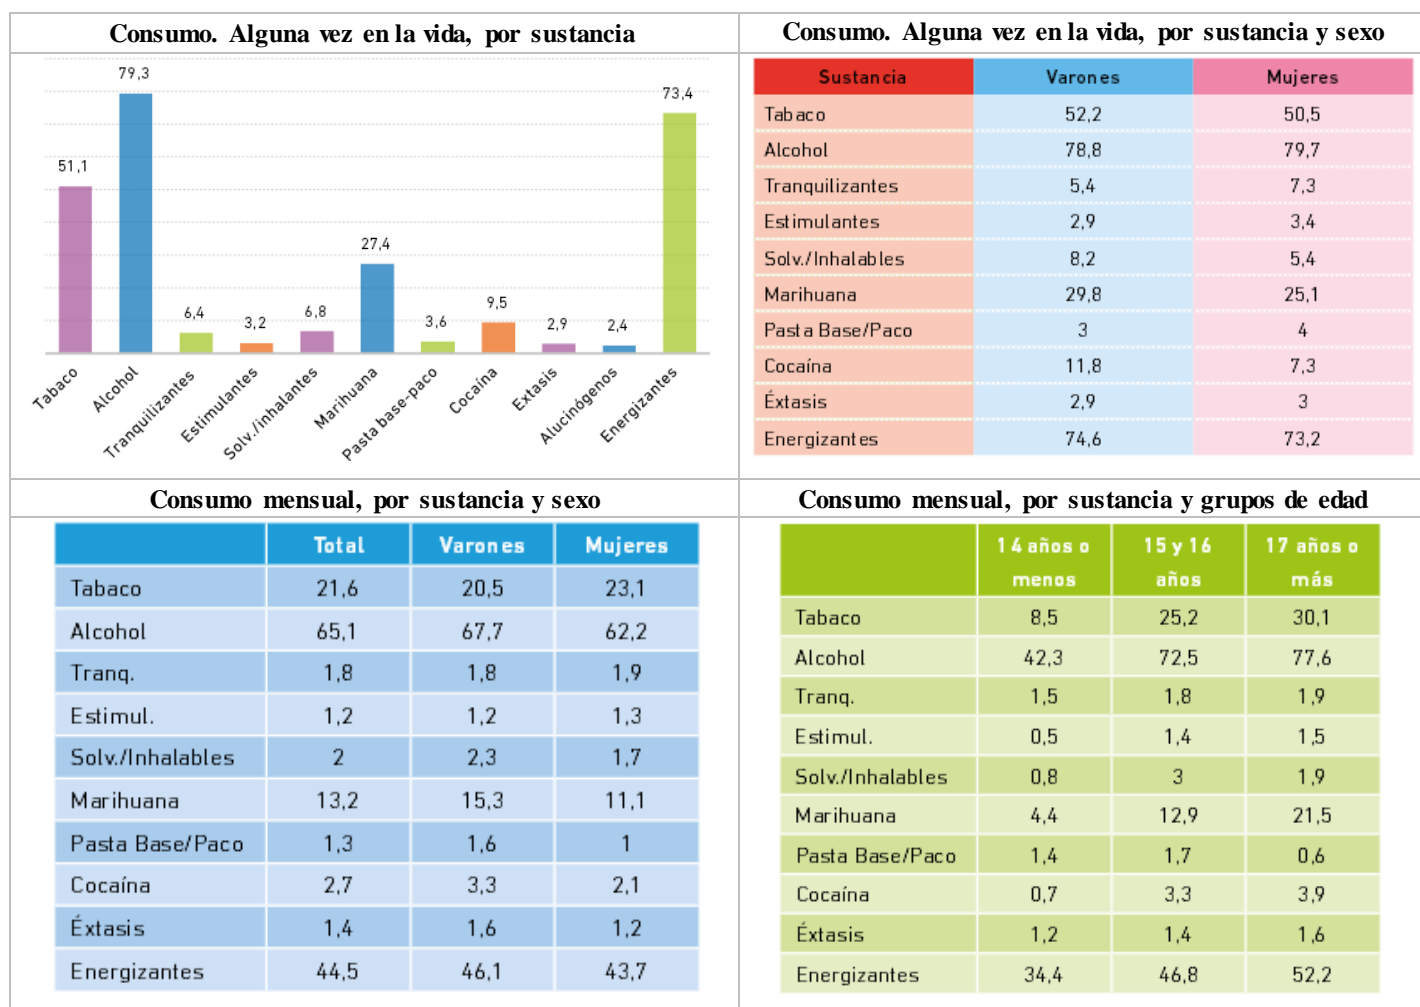 Consumo. Alguna vez en la vida, por sustancia
79,3
73,4
51,1
27,4
9,5
6,4
6,8
3,2
3,6
2,9
2,4
Tabaco
Alcohol
Tranquilizantes
Estimulantes
Solv./inhalantes
Marihuana
Pasta base-paco
Cocaína
Extasis
Alucinógenos
Energizantes
Consumo. Alguna vez en la vida, por sustancia y sexo
Sustancia Varones Mujeres
Tabaco 52,2 50,5
Alcohol 78,8 79,7
Tranquilizantes 5,4 7,3
Estimulantes 2,9 3,4
Solv./Inhalables 8,2 5,4
Marihuana 29,8 25,1
Pasta Base/Paco 3 4
Cocaína 11,8 7,3
Éxtasis 2,9 3
Energizantes 74,6 73,2
Consumo mensual, por sustancia y sexo
Total Varones Mujeres
Tabaco 21,6 20,5 23,1
Alcohol 65,1 67,7 62,2
Tranq. 1,8 1,8 1,9
Estimul. 1,2 1,2 1,3
Solv./Inhalables 2 2,3 1,7
Marihuana 13,2 15,3 11,1
Pasta Base/Paco 1,3 1,6 1
Cocaína 2,7 3,3 2,1
Éxtasis 1,4 1,6 1,2
Energizantes 44,5 46,1 43,7
Consumo mensual, por sustancia y grupos de edad
14 años o 15 y 16 17 años o
menos años más
Tabaco 8,5 25,2 30,1
Alcohol 42,3 72,5 77,6
Tranq. 1,5 1,8 1,9
Estimul. 0,5 1,4 1,5
Solv./Inhalables 0,8 3 1,9
Marihuana 4,4 12,9 21,5
Pasta Base/Paco 1,4 1,7 0,6
Cocaína 0,7 3,3 3,9
Éxtasis 1,2 1,4 1,6
Energizantes 34,4 46,8 52,2